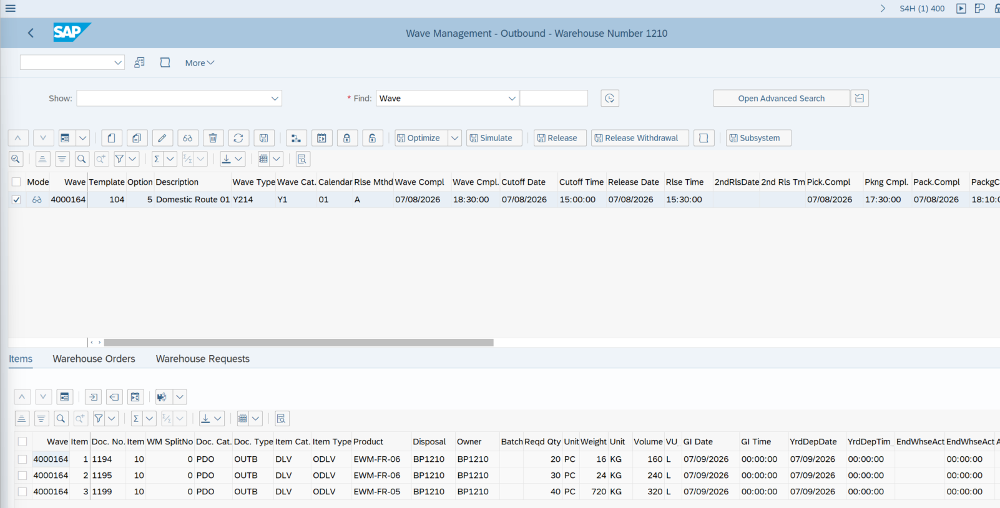 S4H (1) 400
SAP
Wave Management - Outbound - Warehouse Number 1210
More
Show:
* Find: Wave
Open Advanced Search
Optimize Simulate Release Release Withdrawal Subsystem
Mode Wave Template Option Description Wave Type Wave Cat. Calendar Rlse Mthd Wave Compl Wave Cmpl. Cutoff Date Cutoff Time Release Date Rlse Time 2ndRlsDate 2nd Rls Tm Pick.Compl Pkng Cmpl. Pack.Compl PackgC
4000164 104 5 Domestic Route 01 Y214 Y1 01 A 07/08/2026 18:30:00 07/08/2026 15:00:00 07/08/2026 15:30:00 07/08/2026 17:30:00 07/08/2026 18:10:0
Items Warehouse Orders Warehouse Requests
Wave Item Doc. No. Item WM SplitNo Doc. Cat. Doc. Type Item Cat. Item Type Product Disposal Owner Batch Reqd Qty Unit Weight Unit Volume VU_ GI Date GI Time YrdDepDate YrdDepTim_ EndWhseAct EndWhseAct A
4000164 1 1194 10 0 PDO OUTB DLV ODLV EWM-FR-06 BP1210 BP1210 20 PC 16 KG 160 L 07/09/2026 00:00:00 07/09/2026 00:00:00 00:00:00
4000164 2 1195 10 0 PDO OUTB DLV ODLV EWM-FR-06 BP1210 BP1210 30 PC 24 KG 240 L 07/09/2026 00:00:00 07/09/2026 00:00:00 00:00:00
4000164 3 1199 10 0 PDO OUTB DLV ODLV EWM-FR-05 BP1210 BP1210 40 PC 720 KG 320 L 07/09/2026 00:00:00 07/09/2026 00:00:00 00:00:00